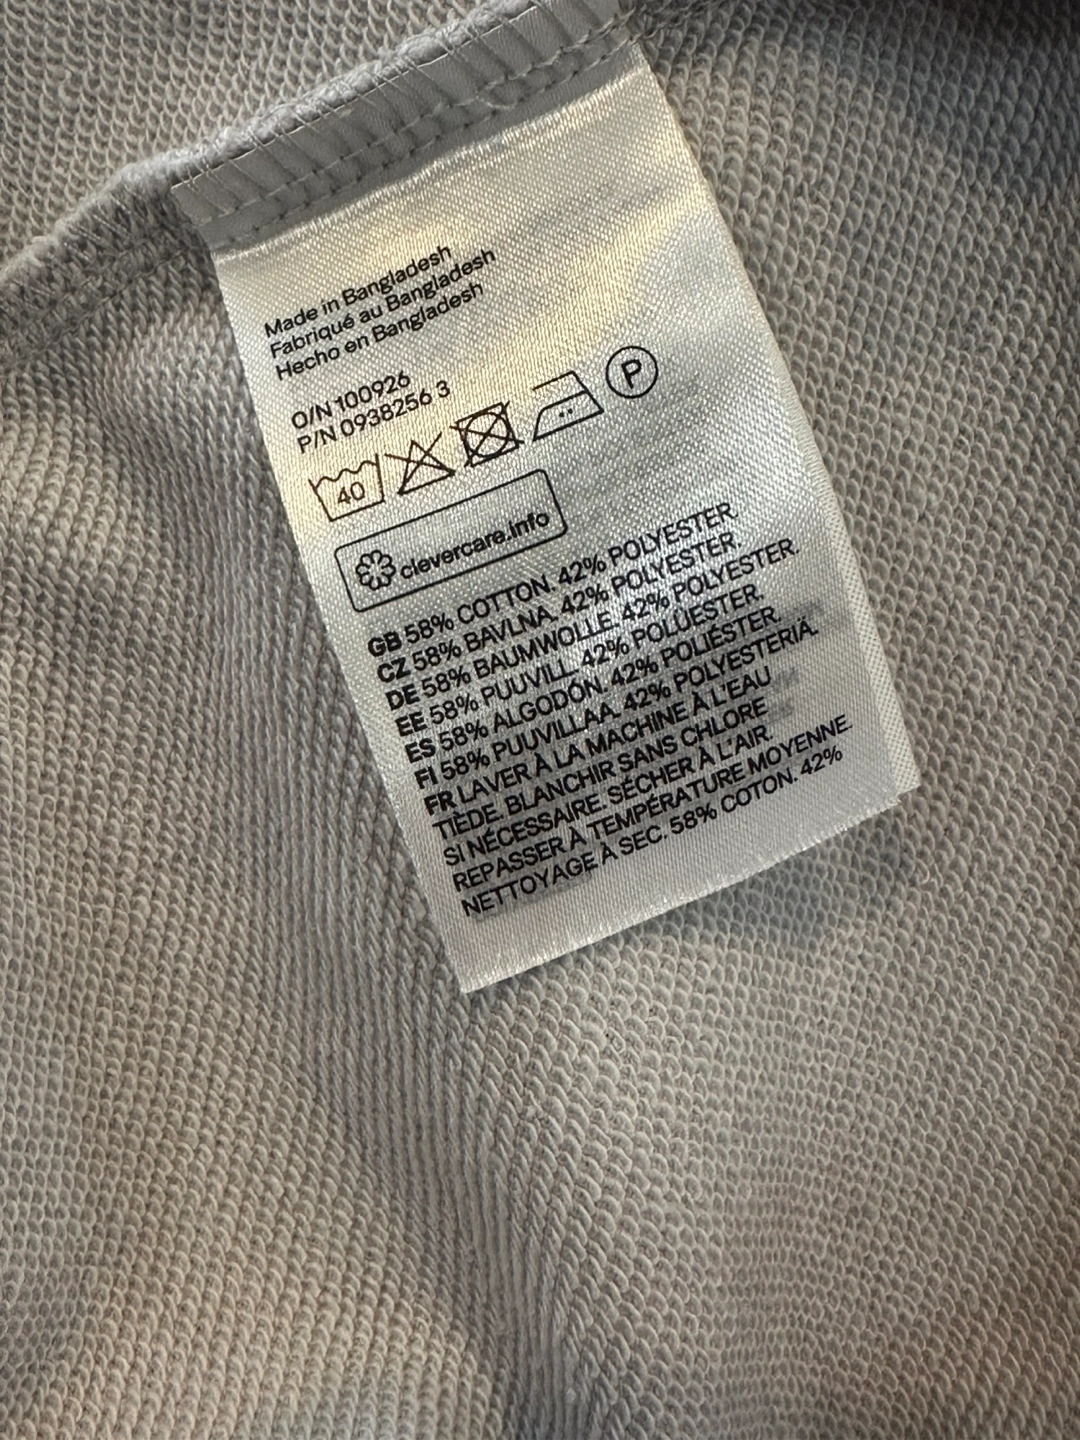 Made in Bangladesh
Fabriqué au Bangladesh
Hecho en Bangladesh
O/N 100926
P/N 0938256 3
40
P
clevercare.info
GB 58% COTTON. 42% POLYESTER
CZ 58% BAVLNA. 42% POLYESTER.
DE 58% BAUMWOLLE. 42% POLYESTER.
EE 58% PUUVILL. 42% POLÜESTER.
ES 58% ALGODÓN. 42% POLIÉSTER.
FI 58% PUUVILLAA. 42% POLYESTERIÄ.
FR LAVER À LA MACHINE À L'EAU
TIÈDE. BLANCHIR SANS CHLORE
SI NÉCESSAIRE. SÉCHER À L'AIR.
REPASSER À TEMPÉRATURE MOYENNE.
NETTOYAGE À SEC. 58% COTON. 42%